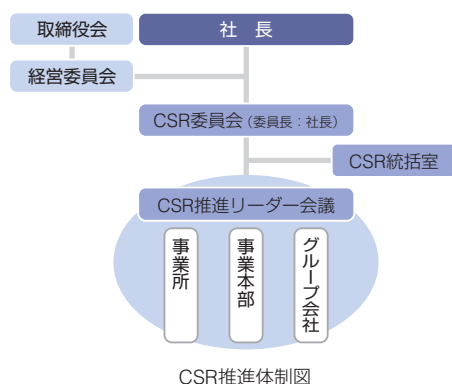 取締役会
社 長
経営委員会
CSR委員会(委員長:社長)
CSR統括室
CSR推進リーダー会議
事業所
事業本部
グループ会社
CSR推進体制図